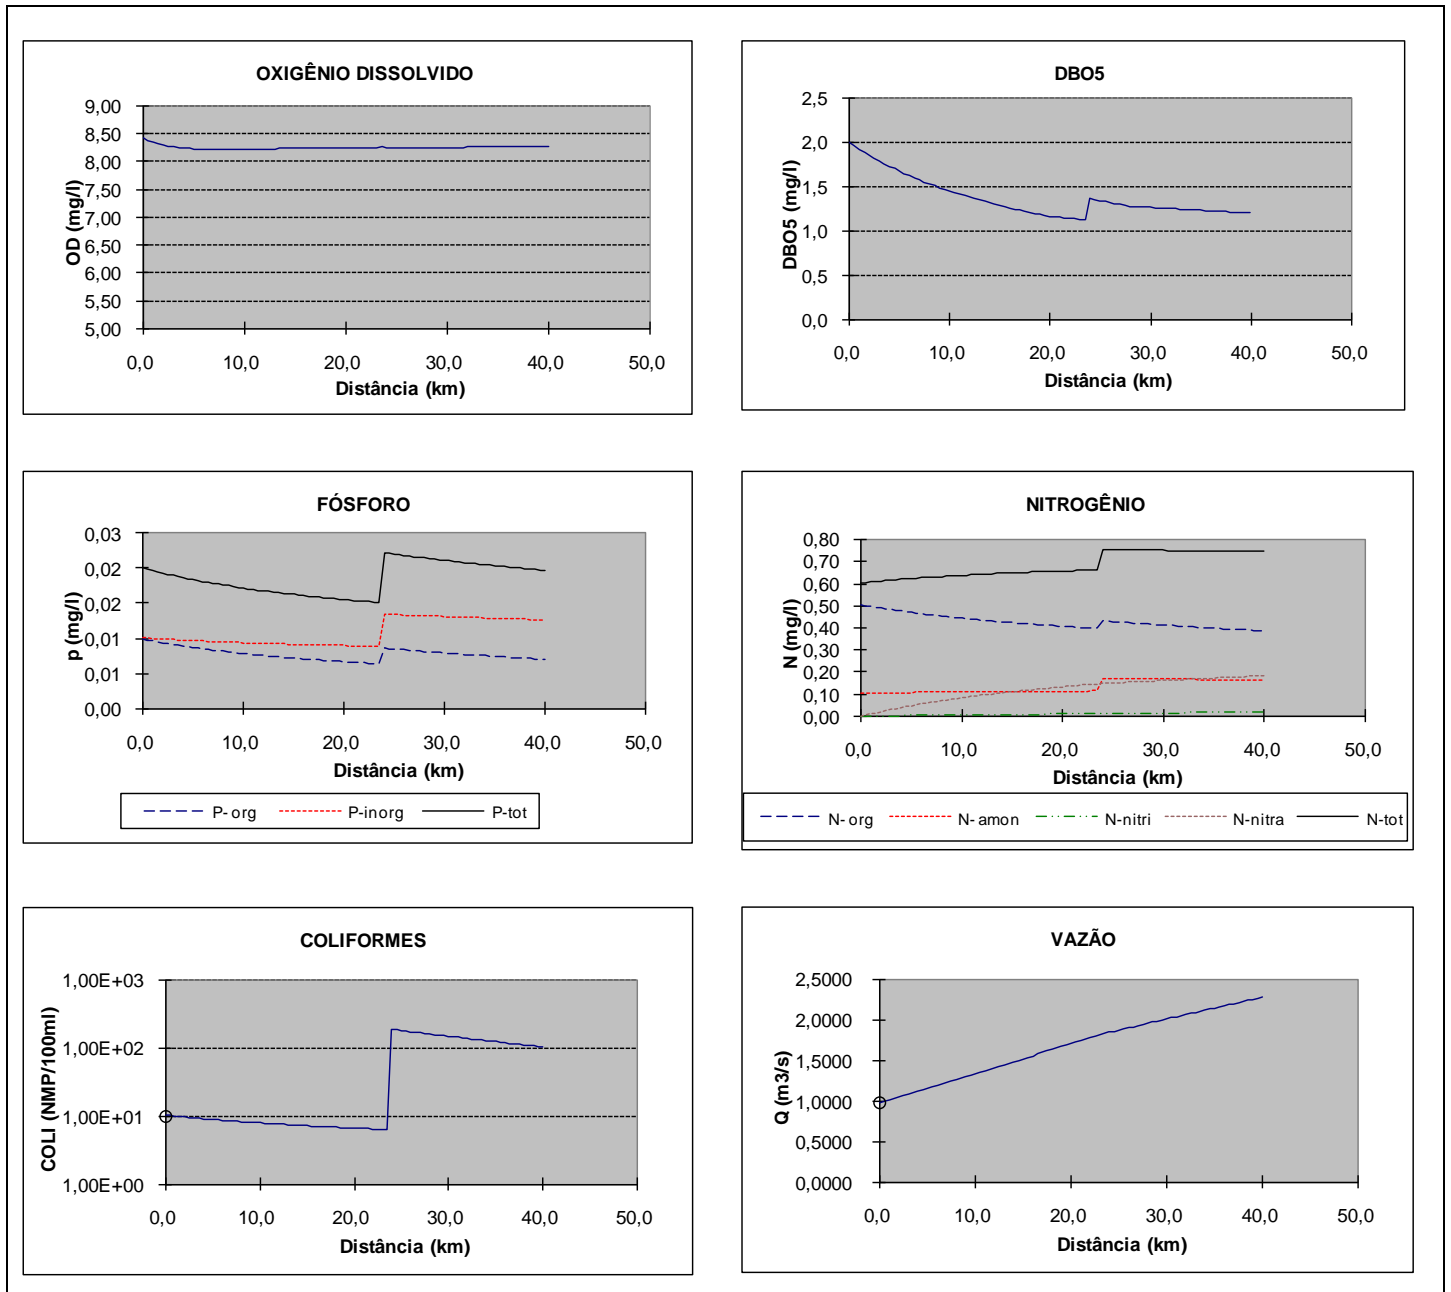 OXIGÊNIO DISSOLVIDO
9,00
8,50
8,00
7,50
7,00
6,50
6,00
5,50
5,00
OD (mg/l)
0,0 10,0 20,0 30,0 40,0 50,0
Distância (km)
DBO5
2,5
2,0
1,5
1,0
0,5
0,0
DBO5 (mg/l)
0,0 10,0 20,0 30,0 40,0 50,0
Distância (km)
FÓSFORO
0,03
0,02
0,02
0,01
0,01
0,00
p (mg/l)
0,0 10,0 20,0 30,0 40,0 50,0
Distância (km)
P-org P-inorg P-tot
NITROGÊNIO
0,80
0,70
0,60
0,50
0,40
0,30
0,20
0,10
0,00
N (mg/l)
0,0 10,0 20,0 30,0 40,0 50,0
Distância (km)
N-org N-amon N-nitri N-nitra N-tot
COLIFORMES
1,00E+03
1,00E+02
1,00E+01
1,00E+00
COLI (NMP/100ml)
0,0 10,0 20,0 30,0 40,0 50,0
Distância (km)
VAZÃO
2,5000
2,0000
1,5000
1,0000
0,5000
0,0000
Q (m3/s)
0,0 10,0 20,0 30,0 40,0 50,0
Distância (km)